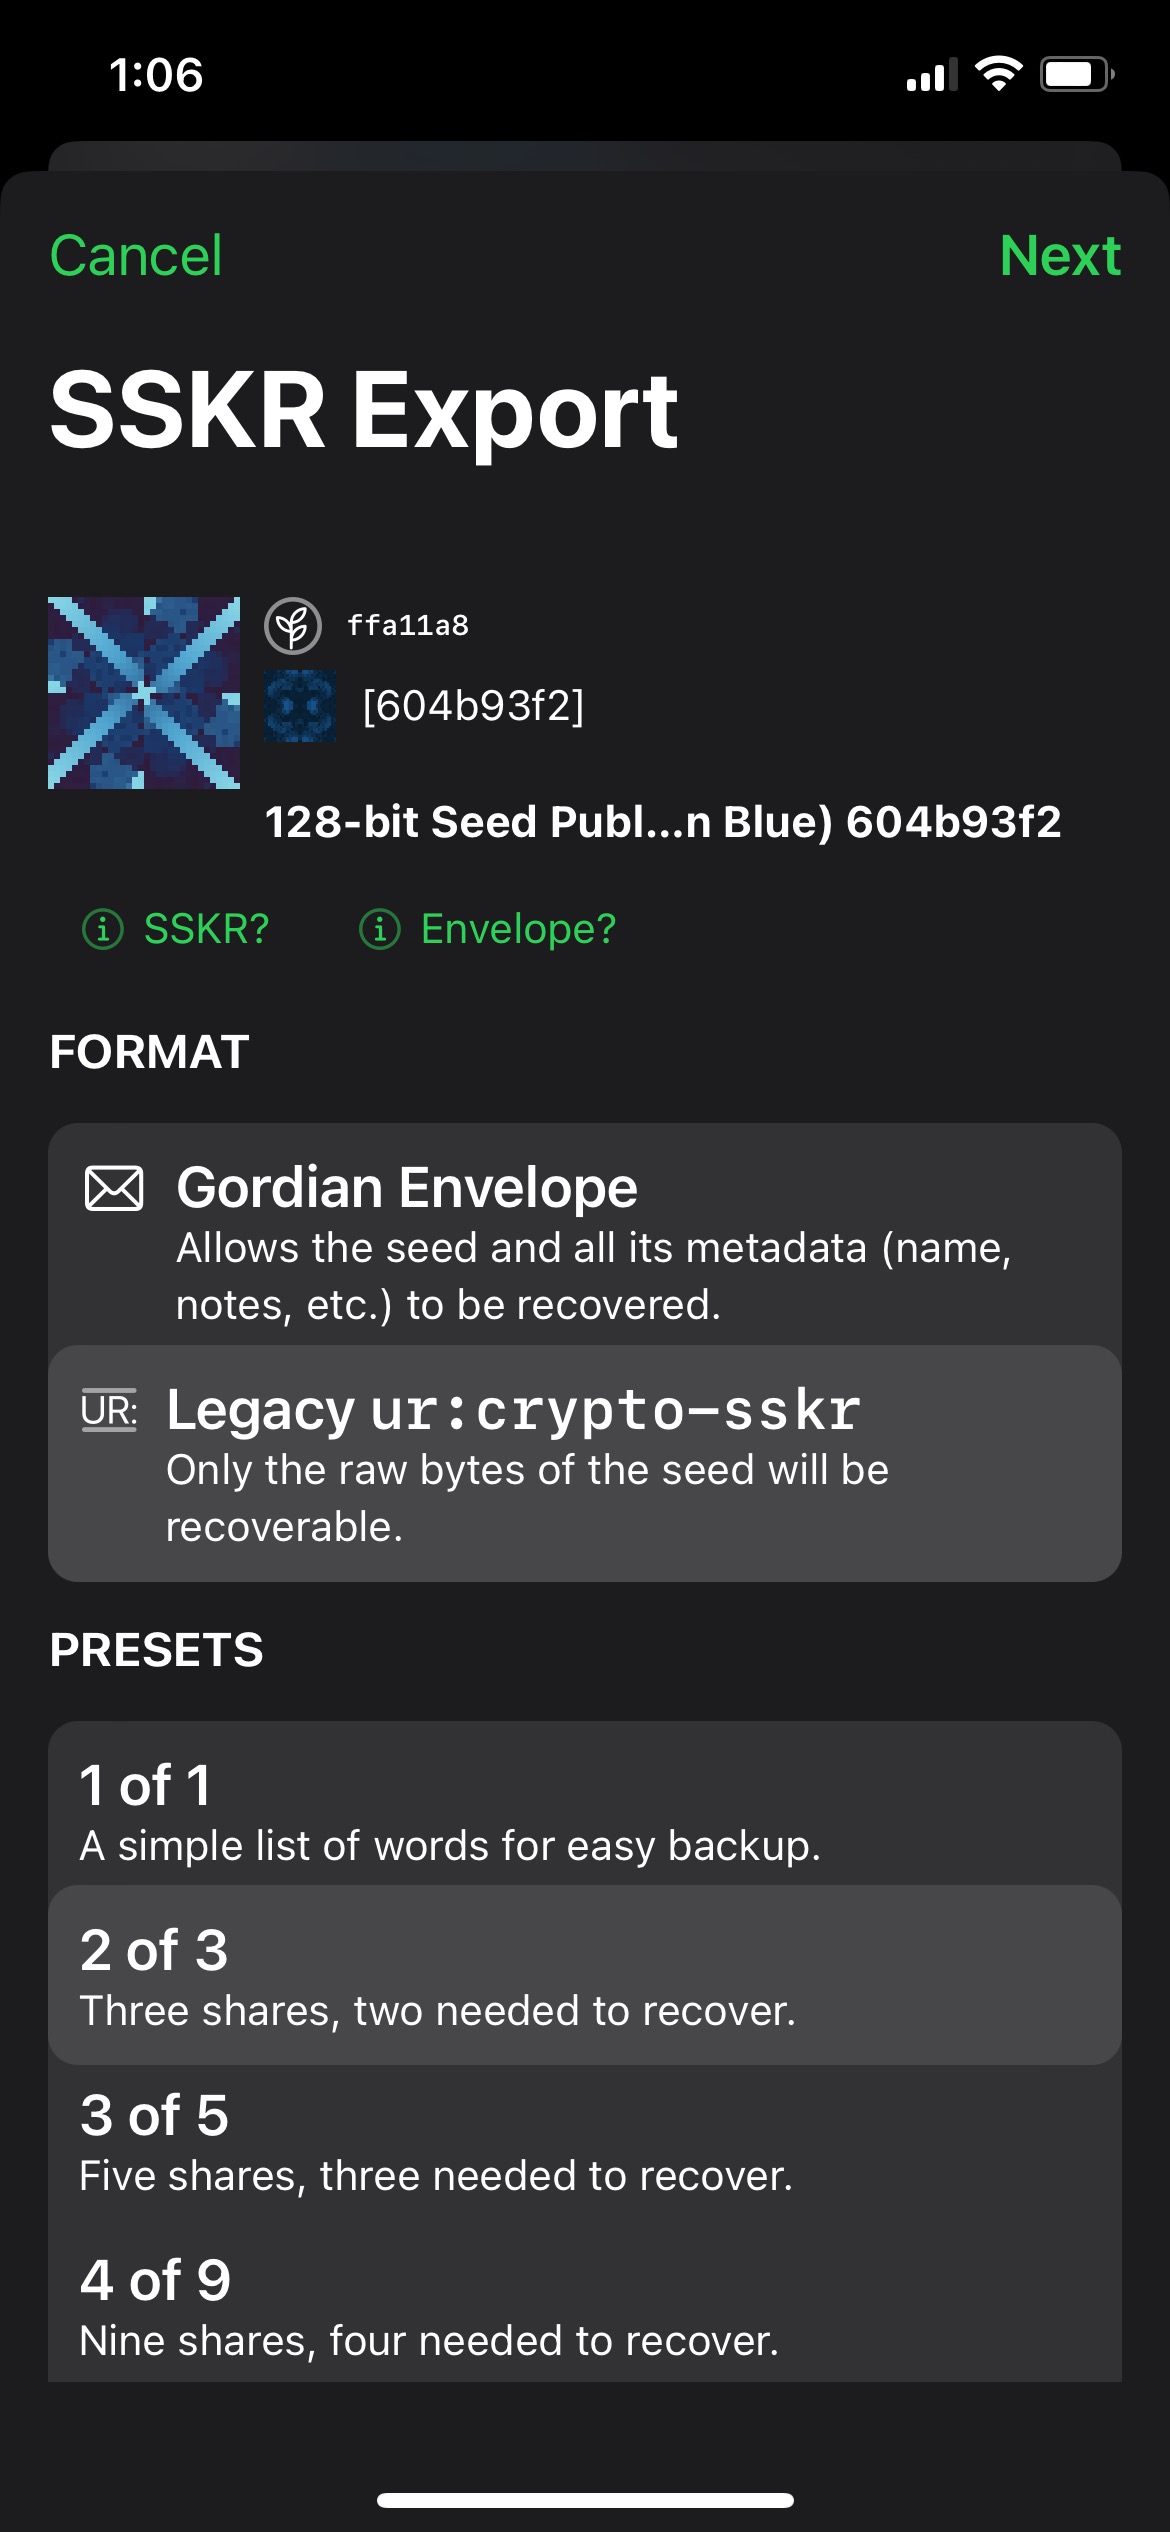 1:06
Cancel
Next
SSKR Export
ffa11a8
[604b93f2]
128-bit Seed Publ...n Blue) 604b93f2
SSKR?
Envelope?
FORMAT
Gordian Envelope
Allows the seed and all its metadata (name,
notes, etc.) to be recovered.
UR:
Legacy ur:crypto-sskr
Only the raw bytes of the seed will be
recoverable.
PRESETS
1 of 1
A simple list of words for easy backup.
2 of 3
Three shares, two needed to recover.
3 of 5
Five shares, three needed to recover.
4 of 9
Nine shares, four needed to recover.